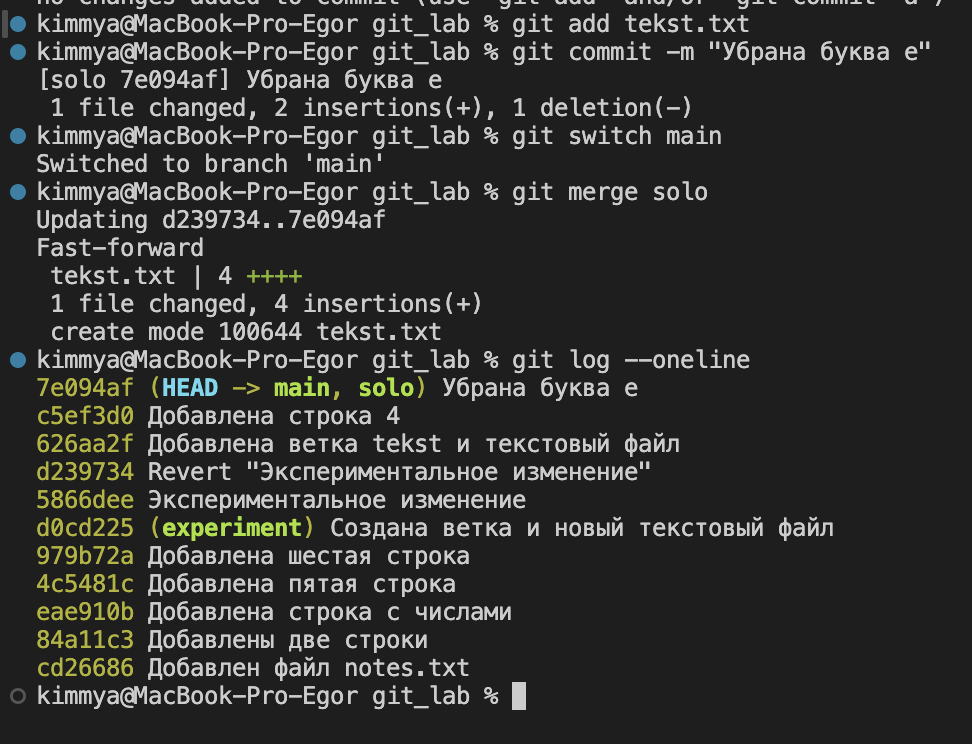 no changes added to commit (use "git add" and/or "git commit -a")
kimmya@MacBook-Pro-Egor git_lab % git add tekst.txt
kimmya@MacBook-Pro-Egor git_lab % git commit -m "Убрана буква е"
[solo 7e094af] Убрана буква е
1 file changed, 2 insertions(+), 1 deletion(-)
kimmya@MacBook-Pro-Egor git_lab % git switch main
Switched to branch 'main'
kimmya@MacBook-Pro-Egor git_lab % git merge solo
Updating d239734..7e094af
Fast-forward
tekst.txt | 4 ++++
1 file changed, 4 insertions(+)
create mode 100644 tekst.txt
kimmya@MacBook-Pro-Egor git_lab % git log --oneline
7e094af (HEAD -> main, solo) Убрана буква е
c5ef3d0 Добавлена строка 4
626aa2f Добавлена ветка tekst и текстовый файл
d239734 Revert "Экспериментальное изменение"
5866dee Экспериментальное изменение
d0cd225 (experiment) Создана ветка и новый текстовый файл
979b72a Добавлена шестая строка
4c5481c Добавлена пятая строка
eae910b Добавлена строка с числами
84a11c3 Добавлены две строки
cd26686 Добавлен файл notes.txt
kimmya@MacBook-Pro-Egor git_lab %